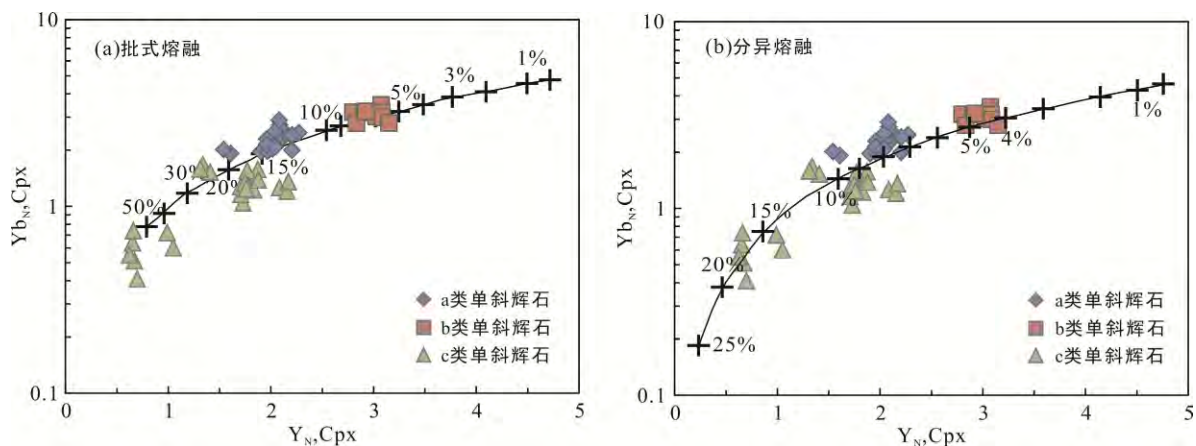 (a)批式熔融
10
1
0.1
Yb_N,Cpx
1%
3%
5%
10%
15%
20%
30%
50%
a类单斜辉石
b类单斜辉石
c类单斜辉石
0 1 2 3 4 5
Y_N,Cpx
(b)分异熔融
10
1
0.1
Yb_N,Cpx
1%
4%
5%
10%
15%
20%
25%
a类单斜辉石
b类单斜辉石
c类单斜辉石
0 1 2 3 4 5
Y_N,Cpx